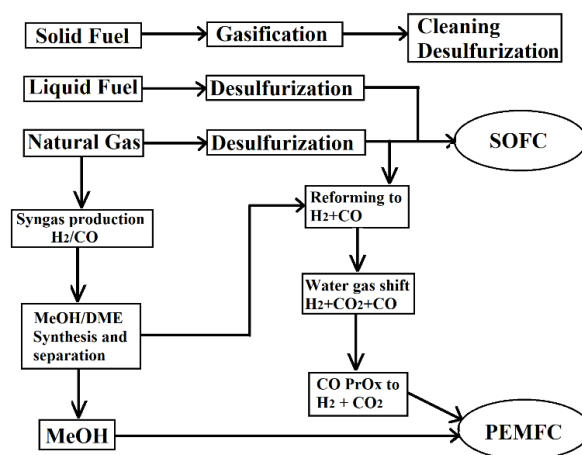 Solid Fuel
Gasification
Cleaning
Desulfurization
Liquid Fuel
Desulfurization
Natural Gas
Desulfurization
SOFC
Syngas production
H2/CO
Reforming to
H2+CO
Water gas shift
H2+CO2+CO
MeOH/DME
Synthesis and
separation
CO PrOx to
H2 + CO2
MeOH
PEMFC